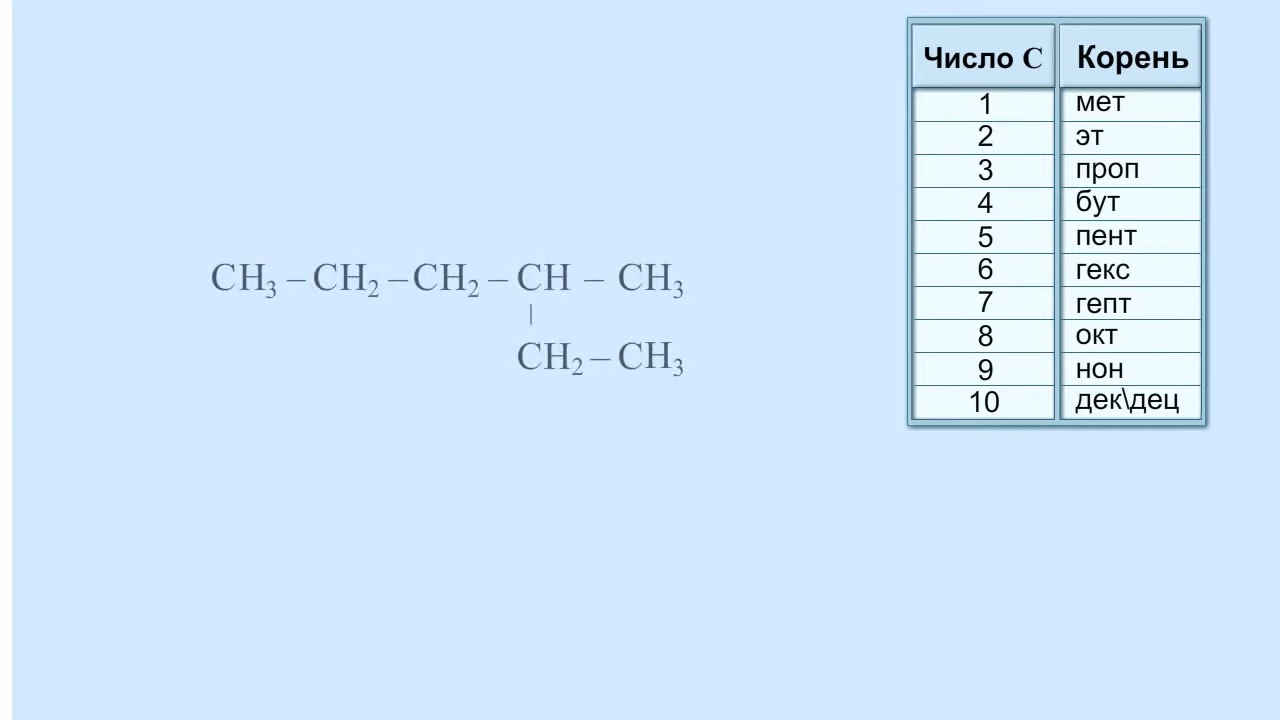 CH₃ – CH₂ – CH₂ – CH – CH₃
|
CH₂ – CH₃
Число C Корень
1 мет
2 эт
3 проп
4 бут
5 пент
6 гекс
7 гепт
8 окт
9 нон
10 дек\дец